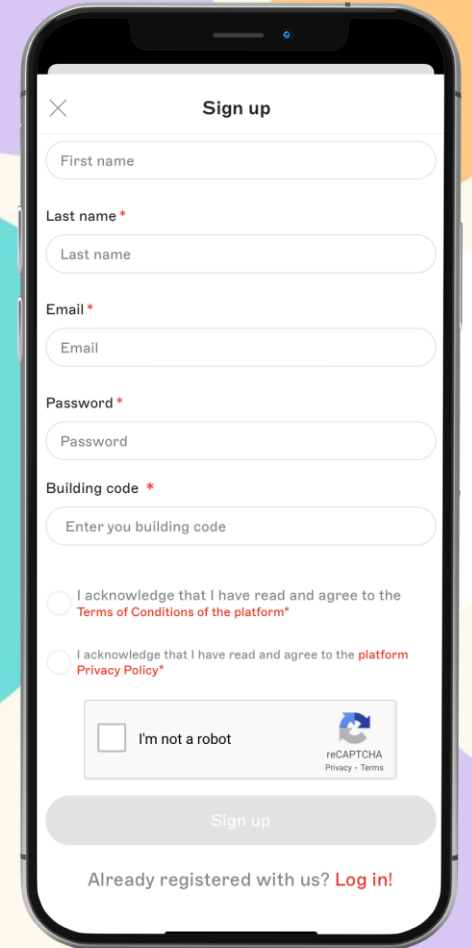 Sign up
First name
Last name *
Last name
Email *
Email
Password *
Password
Building code *
Enter you building code
I acknowledge that I have read and agree to the
Terms of Conditions of the platform*
I acknowledge that I have read and agree to the platform
Privacy Policy*
I'm not a robot
reCAPTCHA
Privacy - Terms
Sign up
Already registered with us? Log in!